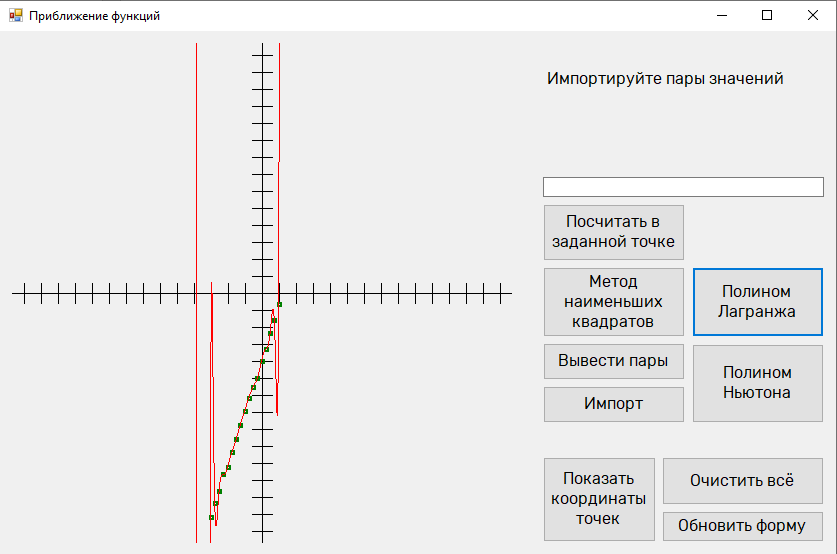 Приближение функций
Импортируйте пары значений
Посчитать в
заданной точке
Метод
наименьших
квадратов
Полином
Лагранжа
Вывести пары
Полином
Ньютона
Импорт
Показать
координаты
точек
Очистить всё
Обновить форму